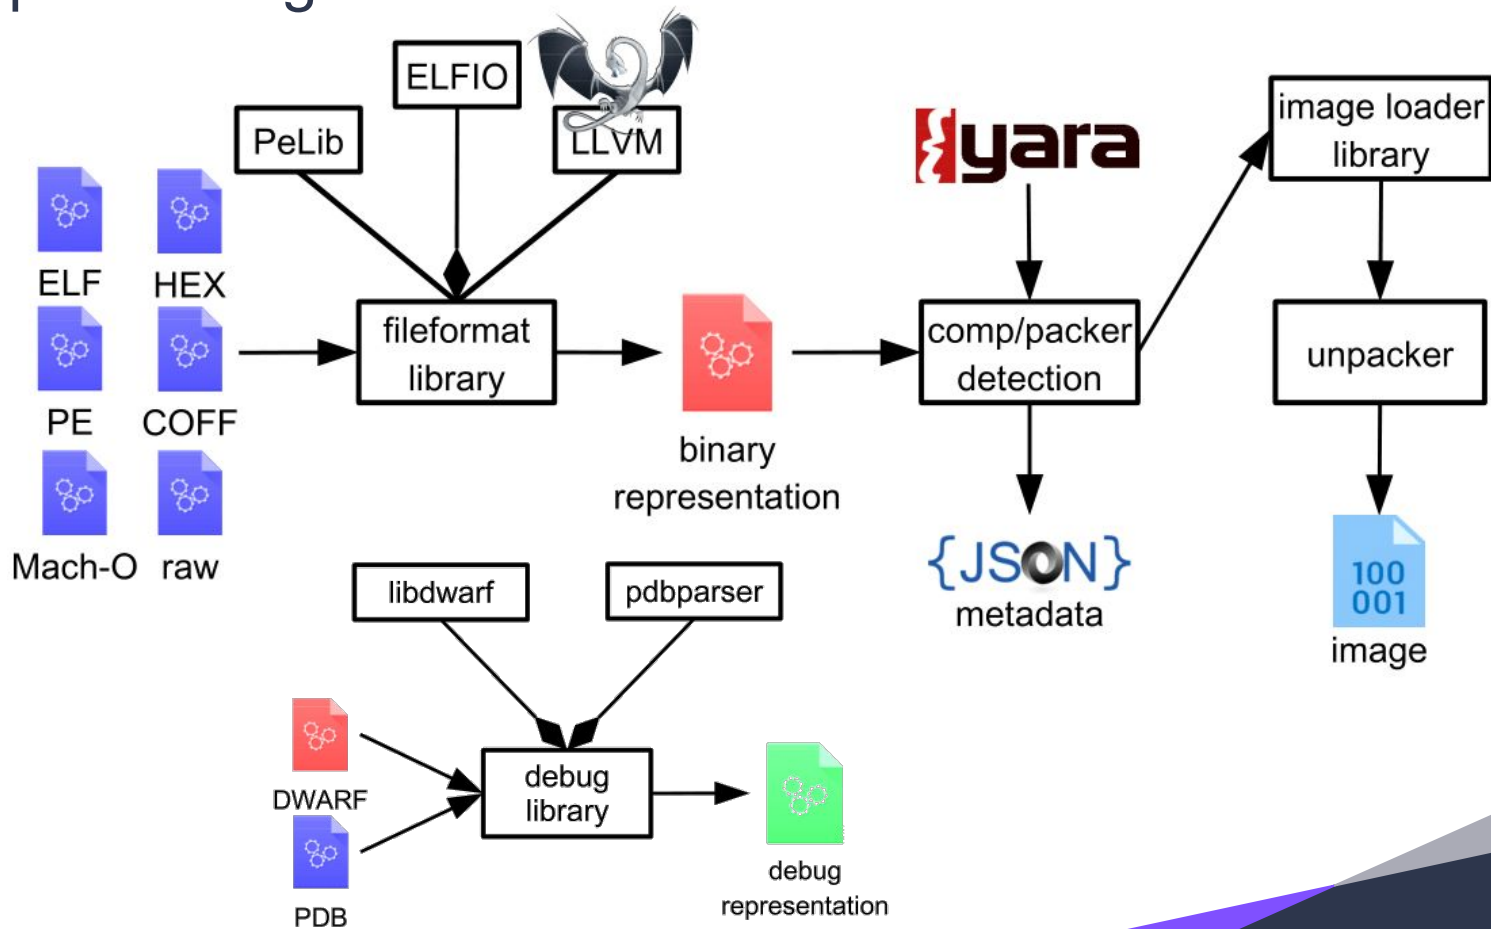 ELFIO
PeLib
LLVM
yara
image loader
library
ELF
HEX
fileformat
library
comp/packer
detection
unpacker
PE
COFF
binary
representation
Mach-O
raw
{JSON}
metadata
100
001
image
libdwarf
pdbparser
DWARF
debug
library
PDB
debug
representation